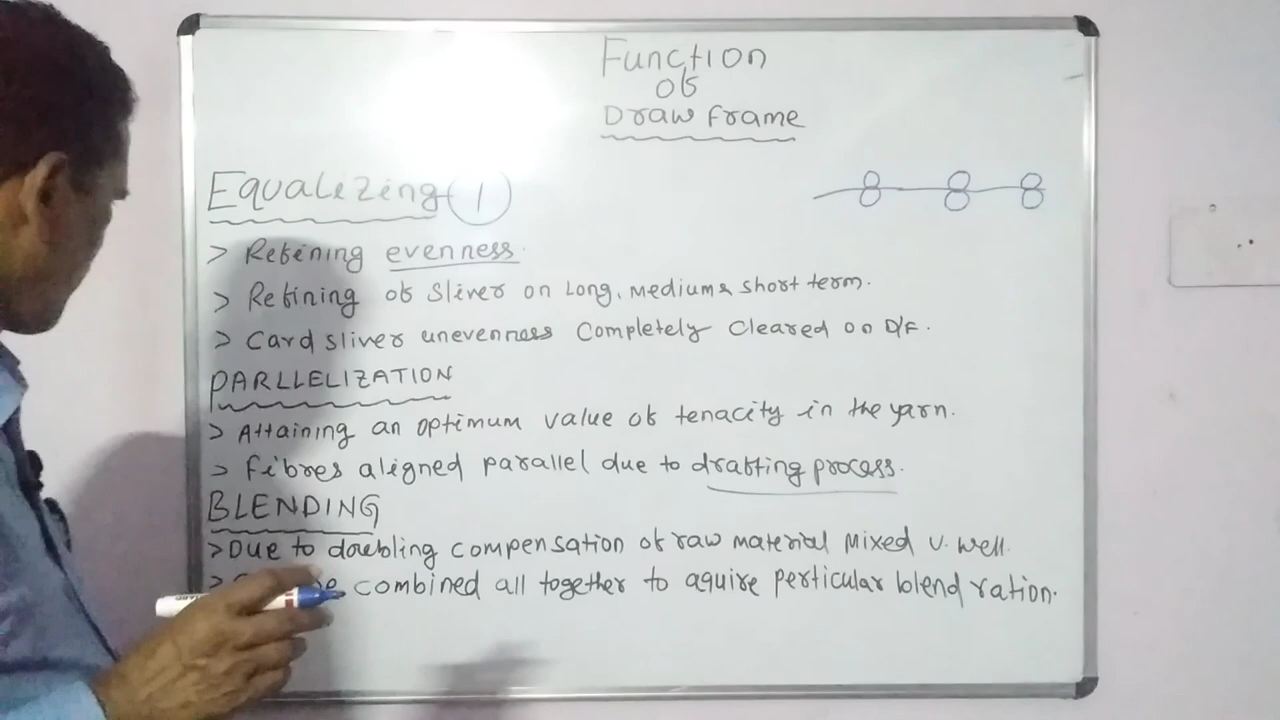 Function
of
Draw frame
Equalizing 1
> Refining evenness.
> Refining of Sliver on Long, Medium & short term.
> Card sliver unevenness Completely Cleared on D/F.
PARLLELIZATION
> Attaining an optimum value of tenacity in the yarn.
> Fibres aligned parallel due to drafting process.
BLENDING
> Due to doubling compensation of raw material Mixed v. well.
> combined all together to aquire perticular blend ration.